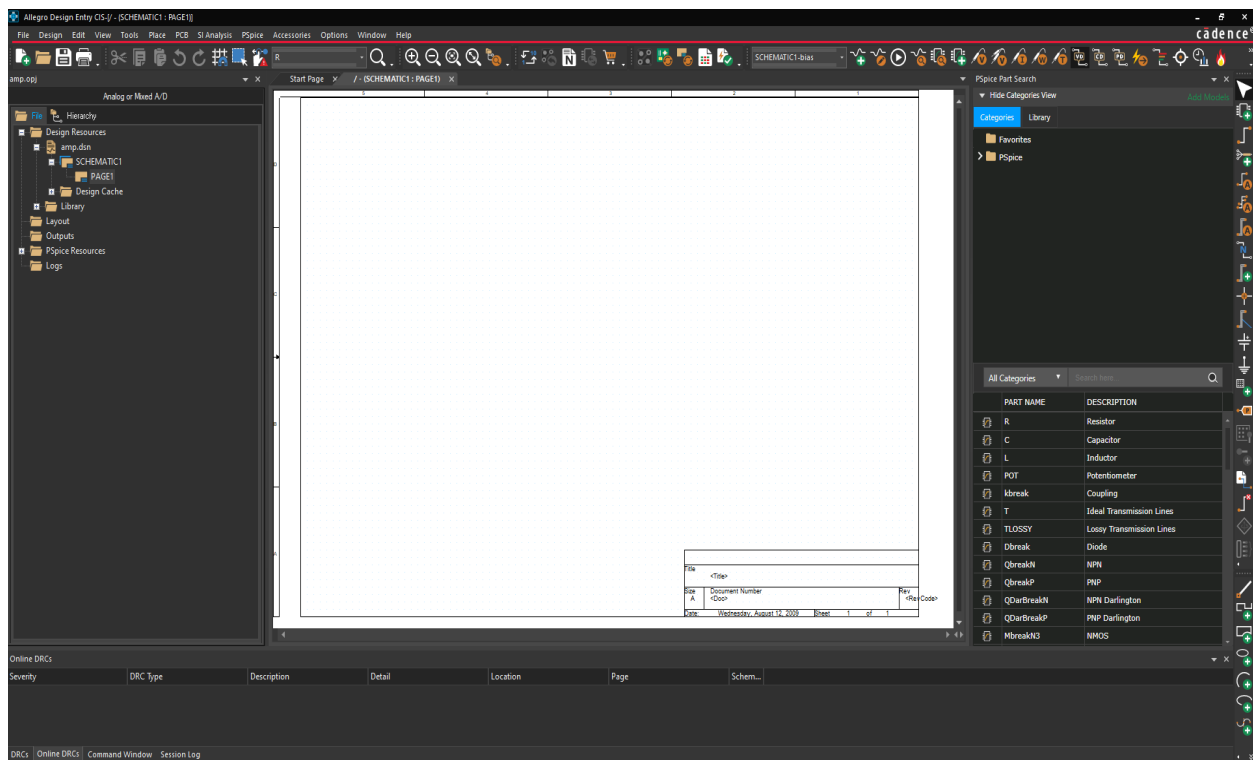 Allegro Design Entry CIS-[/ - (SCHEMATIC1 : PAGE1)]
File Design Edit View Tools Place PCB SI Analysis PSpice Accessories Options Window Help
cādence®
R
SCHEMATIC1-bias
amp.opj
Analog or Mixed A/D
File Hierarchy
Design Resources
amp.dsn
SCHEMATIC1
PAGE1
Design Cache
Library
Layout
Outputs
PSpice Resources
Logs
Start Page x / - (SCHEMATIC1 : PAGE1) x
5 4 3 2 1
D
C
B
A
Title
<Title>
Size Document Number Rev
A <Doc> <RevCode>
Date: Wednesday, August 12, 2009 Sheet 1 of 1
PSpice Part Search
Hide Categories View Add Models
Categories Library
Favorites
PSpice
All Categories Search here...
PART NAME DESCRIPTION
R Resistor
C Capacitor
L Inductor
POT Potentiometer
kbreak Coupling
T Ideal Transmission Lines
TLOSSY Lossy Transmission Lines
Dbreak Diode
QbreakN NPN
QbreakP PNP
QDarBreakN NPN Darlington
QDarBreakP PNP Darlington
MbreakN3 NMOS
Online DRCs
Severity DRC Type Description Detail Location Page Schem...
DRCs Online DRCs Command Window Session Log